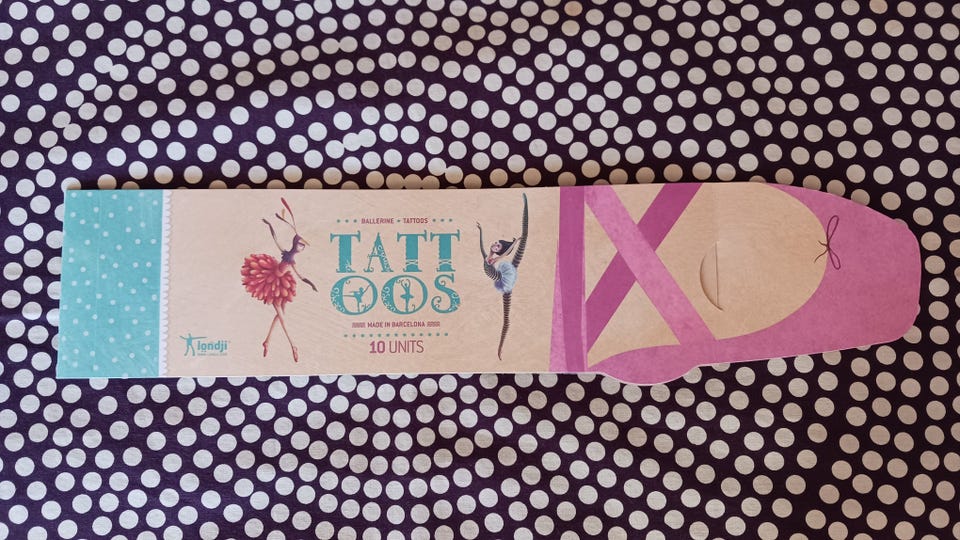 BALLERINE • TATTOOS
TATT
OOS
MADE IN BARCELONA
10 UNITS
londji